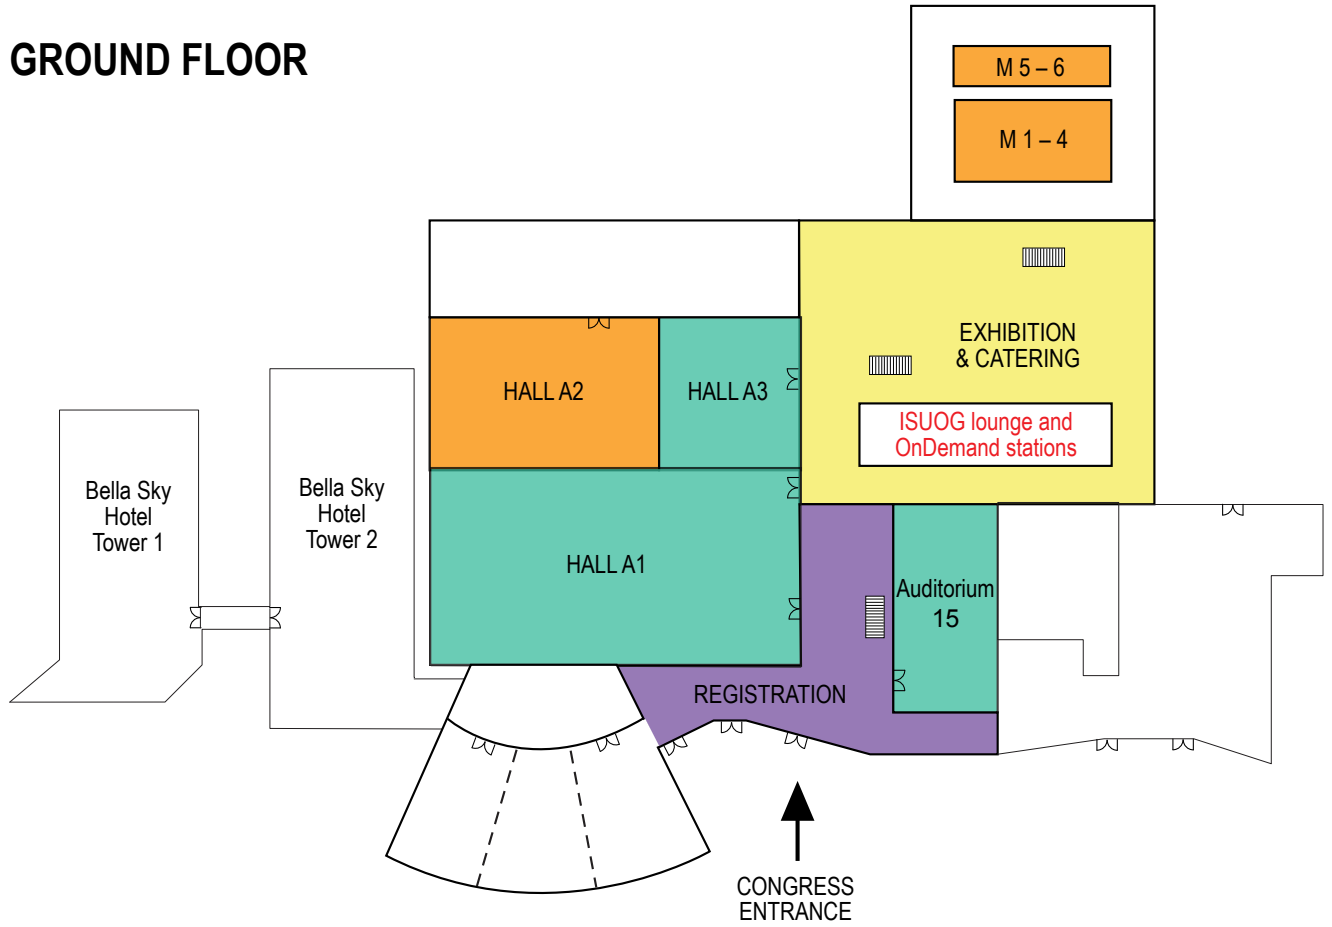 GROUND FLOOR
M 5 – 6
M 1 – 4
EXHIBITION
& CATERING
HALL A2
HALL A3
ISUOG lounge and
OnDemand stations
Bella Sky
Hotel
Tower 1
Bella Sky
Hotel
Tower 2
HALL A1
Auditorium
15
REGISTRATION
CONGRESS
ENTRANCE